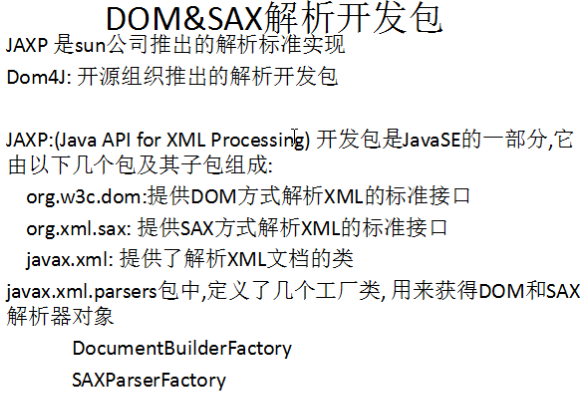 DOM&SAX解析开发包
JAXP 是sun公司推出的解析标准实现
Dom4J: 开源组织推出的解析开发包
JAXP:(Java API for XML Processing) 开发包是JavaSE的一部分,它
由以下几个包及其子包组成:
org.w3c.dom:提供DOM方式解析XML的标准接口
org.xml.sax: 提供SAX方式解析XML的标准接口
javax.xml: 提供了解析XML文档的类
javax.xml.parsers包中,定义了几个工厂类, 用来获得DOM和SAX
解析器对象
DocumentBuilderFactory
SAXParserFactory